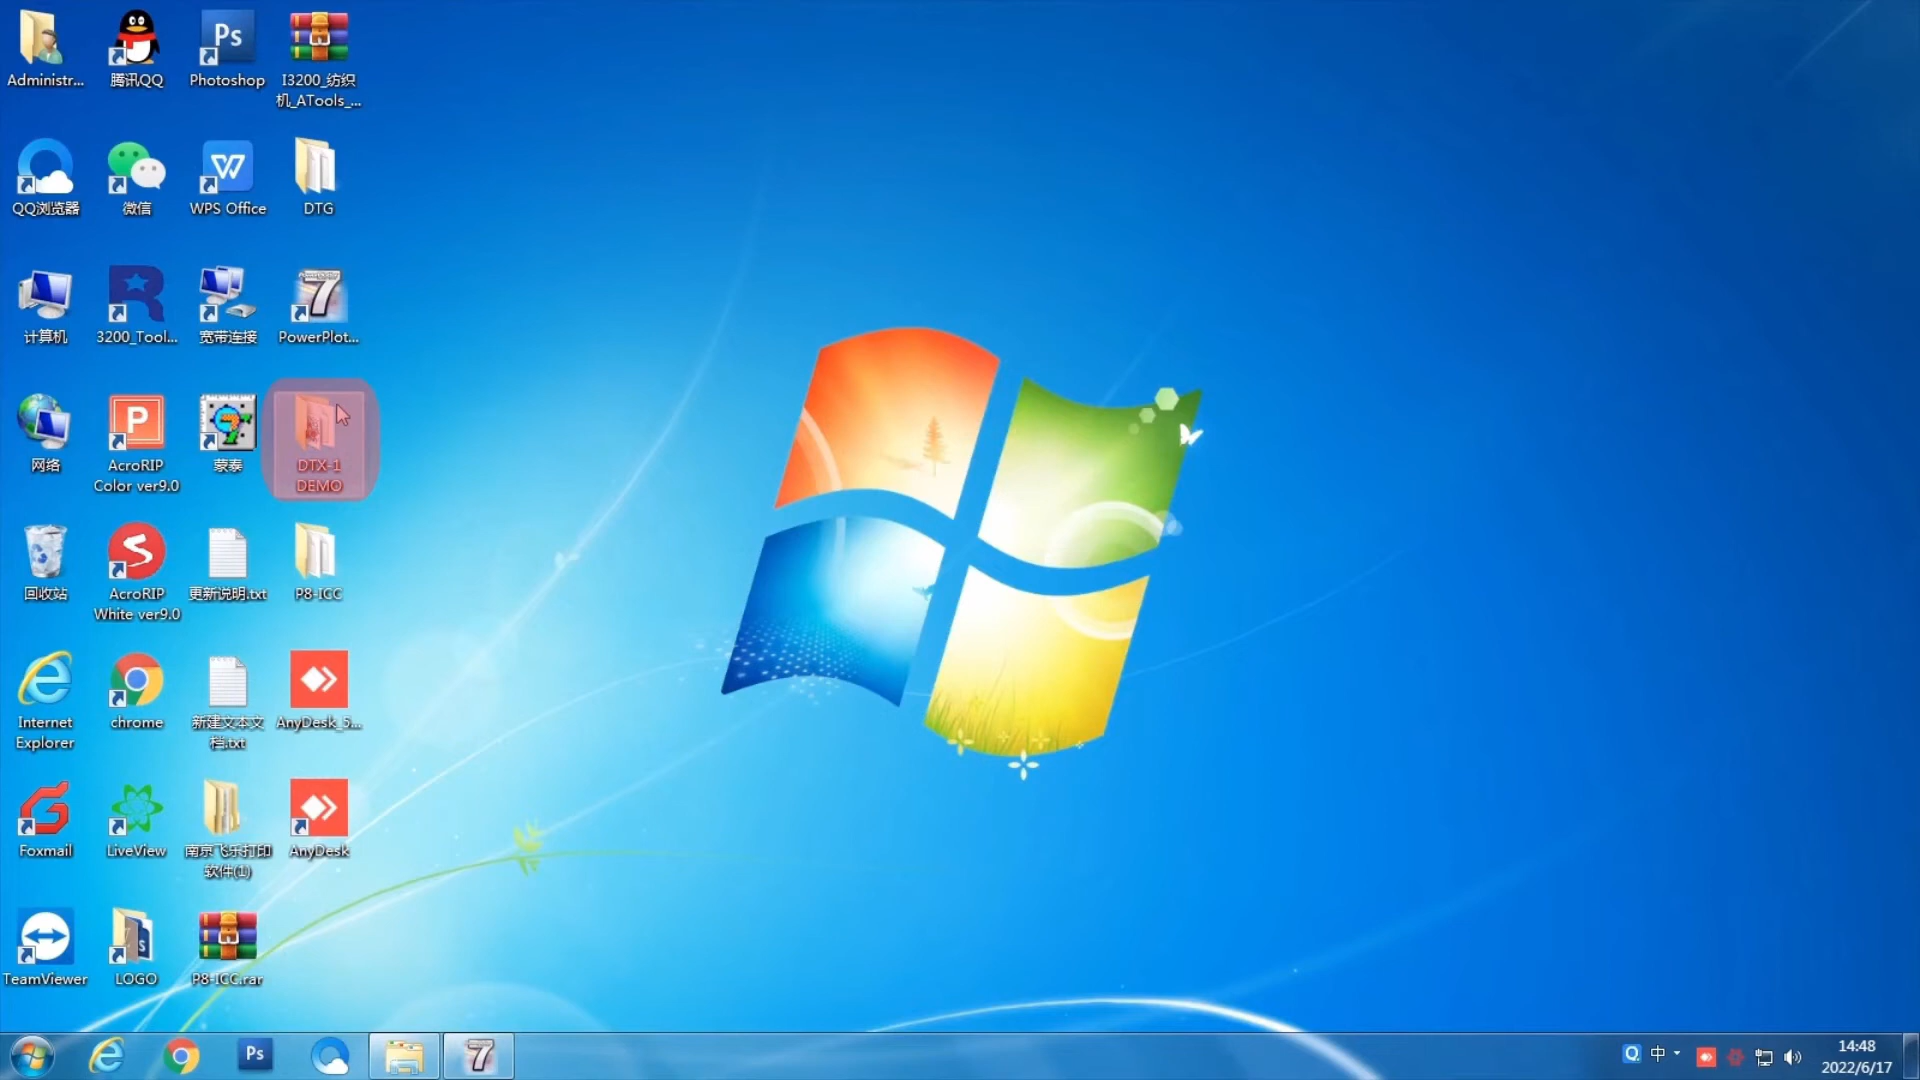 Administr...
腾讯QQ
Ps
Photoshop
I3200_纺织
机_ATools_...
QQ浏览器
微信
W
WPS Office
DTG
计算机
R
3200_Tool...
宽带连接
7
PowerPlot...
网络
P
AcroRIP
Color ver9.0
蒙泰
DTX-1
DEMO
回收站
S
AcroRIP
White ver9.0
更新说明.txt
P8-ICC
Internet
Explorer
chrome
新建文本文
档.txt
AnyDesk_5...
G
Foxmail
LiveView
南京飞乐打印
软件(1)
AnyDesk
TeamViewer
LOGO
P8-ICC.rar
Ps
7
中
14:48
2022/6/17